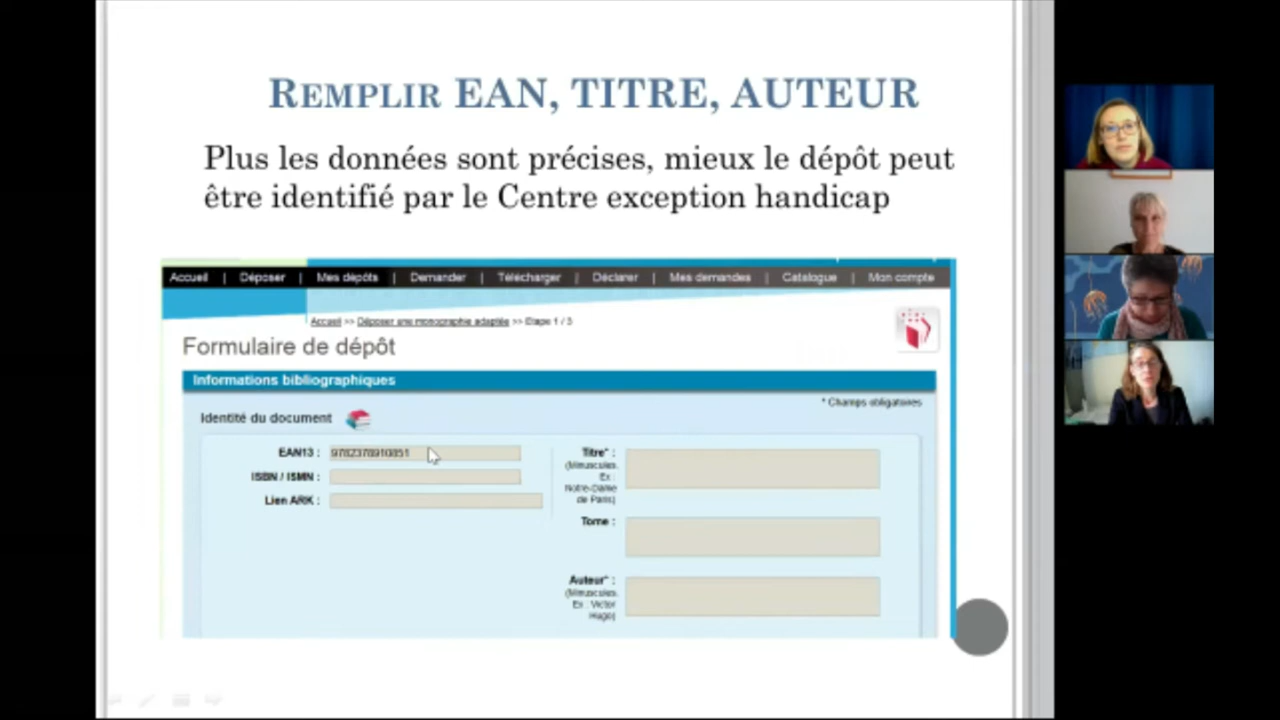 REMPLIR EAN, TITRE, AUTEUR
Plus les données sont précises, mieux le dépôt peut
être identifié par le Centre exception handicap
Accueil | Déposer | Mes dépôts | Demander | Télécharger | Déclarer | Mes demandes | Catalogue | Mon compte
Accueil >> Déposer une monographie adaptée >> Etape 1 / 3
Formulaire de dépôt
Informations bibliographiques
* Champs obligatoires
Identité du document
EAN13 : 9782378910851
ISBN / ISMN :
Lien ARK :
Titre* :
(Minuscules.
Ex :
Notre-Dame
de Paris)
Tome :
Auteur* :
(Minuscules.
Ex : Victor
Hugo)